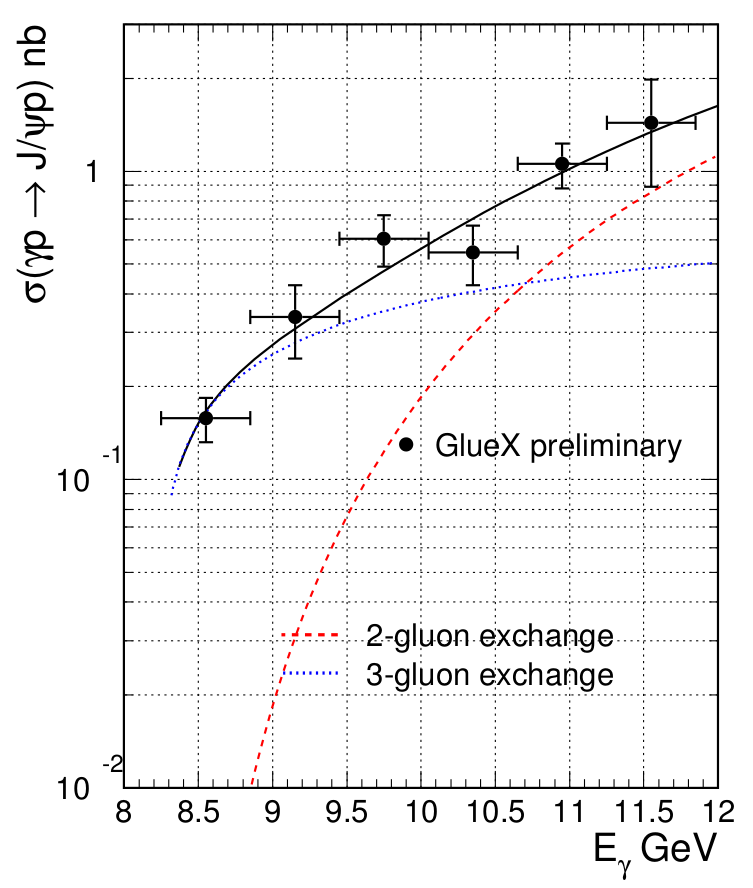 σ(γp → J/ψp) nb
1
10⁻¹
10⁻²
GlueX preliminary
2-gluon exchange
3-gluon exchange
8 8.5 9 9.5 10 10.5 11 11.5 12
E_γ GeV